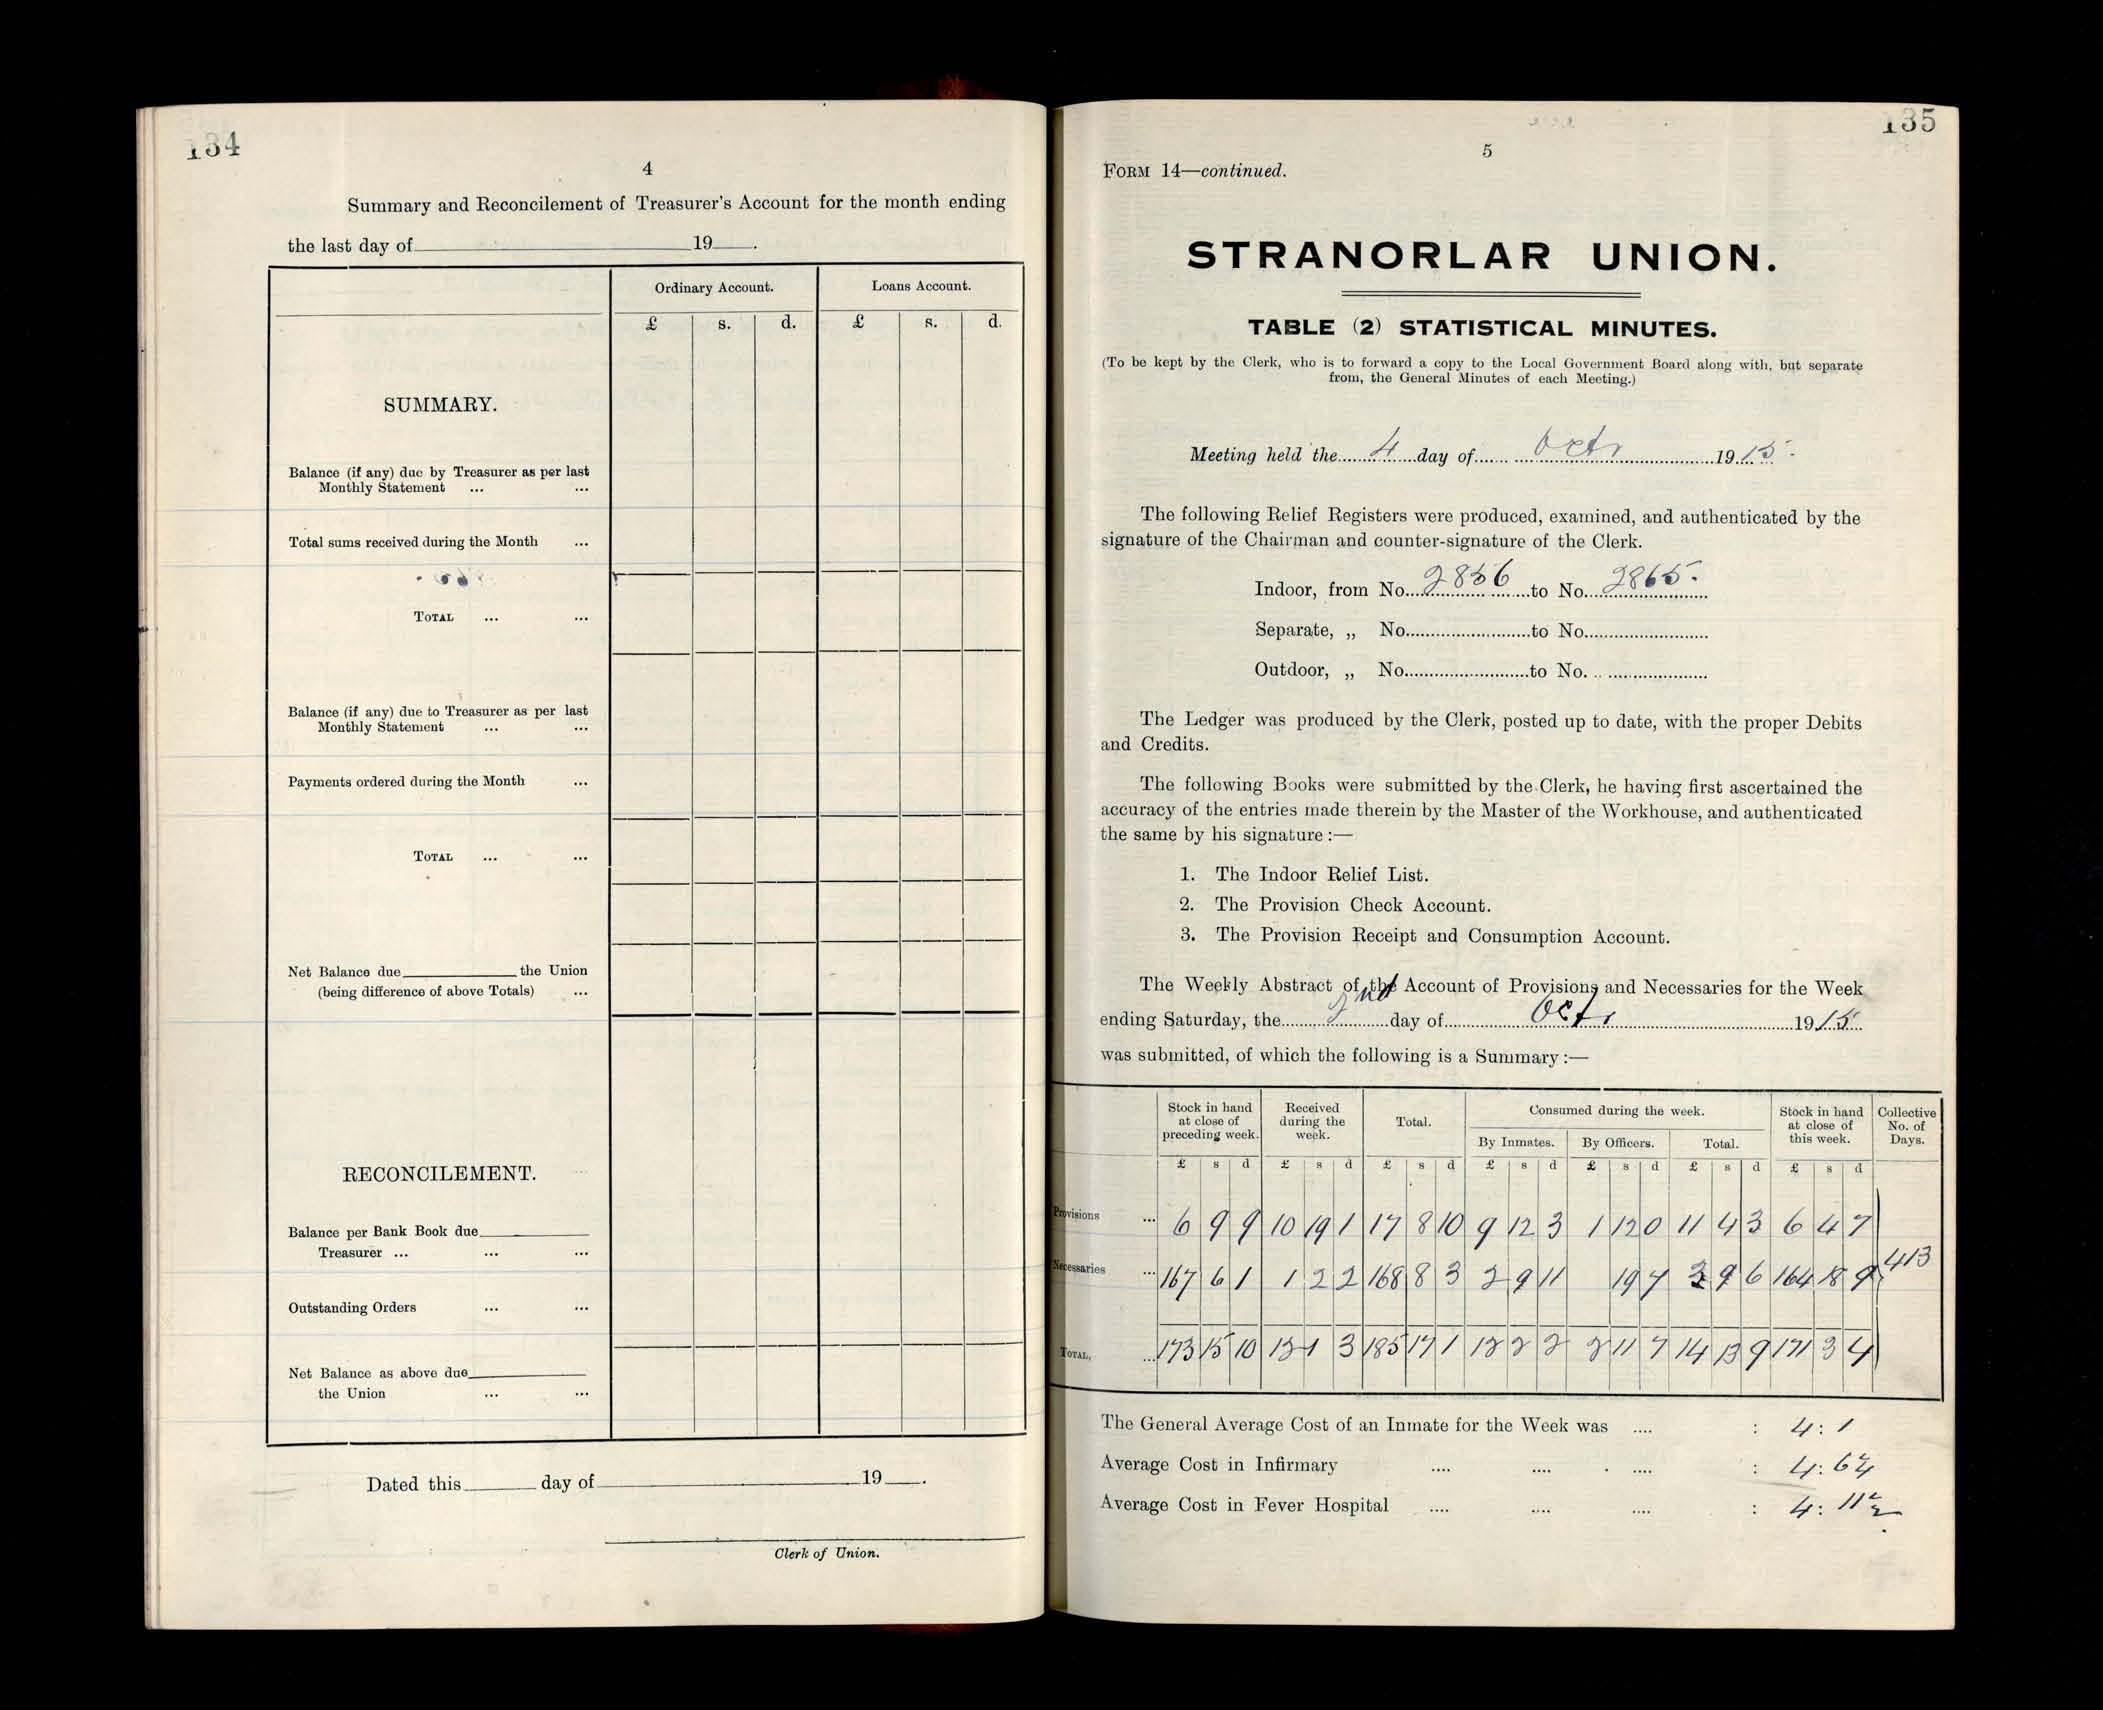 134
4
Summary and Reconcilement of Treasurer's Account for the month ending
the last day of 19 .
Ordinary Account. Loans Account.
£ s. d. £ s. d.
SUMMARY.
Balance (if any) due by Treasurer as per last
Monthly Statement ... ...
Total sums received during the Month ...
TOTAL ... ...
Balance (if any) due to Treasurer as per last
Monthly Statement ... ...
Payments ordered during the Month ...
TOTAL ... ...
Net Balance due the Union
(being difference of above Totals) ...
RECONCILEMENT.
Balance per Bank Book due
Treasurer ... ... ...
Outstanding Orders ... ...
Net Balance as above due
the Union ... ...
Dated this day of 19 .
Clerk of Union.
135
5
FORM 14—continued.
STRANORLAR UNION.
TABLE (2) STATISTICAL MINUTES.
(To be kept by the Clerk, who is to forward a copy to the Local Government Board along with, but separate
from, the General Minutes of each Meeting.)
Meeting held the 4 day of Octr 1915.
The following Relief Registers were produced, examined, and authenticated by the
signature of the Chairman and counter-signature of the Clerk.
Indoor, from No. 2856 to No. 2865.
Separate, „ No. to No.
Outdoor, „ No. to No.
The Ledger was produced by the Clerk, posted up to date, with the proper Debits
and Credits.
The following Books were submitted by the Clerk, he having first ascertained the
accuracy of the entries made therein by the Master of the Workhouse, and authenticated
the same by his signature :—
1. The Indoor Relief List.
2. The Provision Check Account.
3. The Provision Receipt and Consumption Account.
The Weekly Abstract of the Account of Provisions and Necessaries for the Week
ending Saturday, the 2nd day of Octr 1915
was submitted, of which the following is a Summary :—
Stock in hand at close of preceding week. Received during the week. Total. Consumed during the week. Stock in hand at close of this week. Collective No. of Days.
By Inmates. By Officers. Total.
£ s d £ s d £ s d £ s d £ s d £ s d £ s d
Provisions ... 6 9 9 10 19 1 17 8 10 9 12 3 1 12 0 11 4 3 6 4 7
Necessaries ... 167 6 1 1 2 2 168 8 3 2 9 11 19 7 3 9 6 164 18 9 413
TOTAL, ... 173 15 10 12 1 3 185 17 1 12 2 2 2 11 7 14 13 9 171 3 4
The General Average Cost of an Inmate for the Week was .... : 4 : 1
Average Cost in Infirmary .... .... .... : 4 : 6¼
Average Cost in Fever Hospital .... .... .... : 4 : 11½